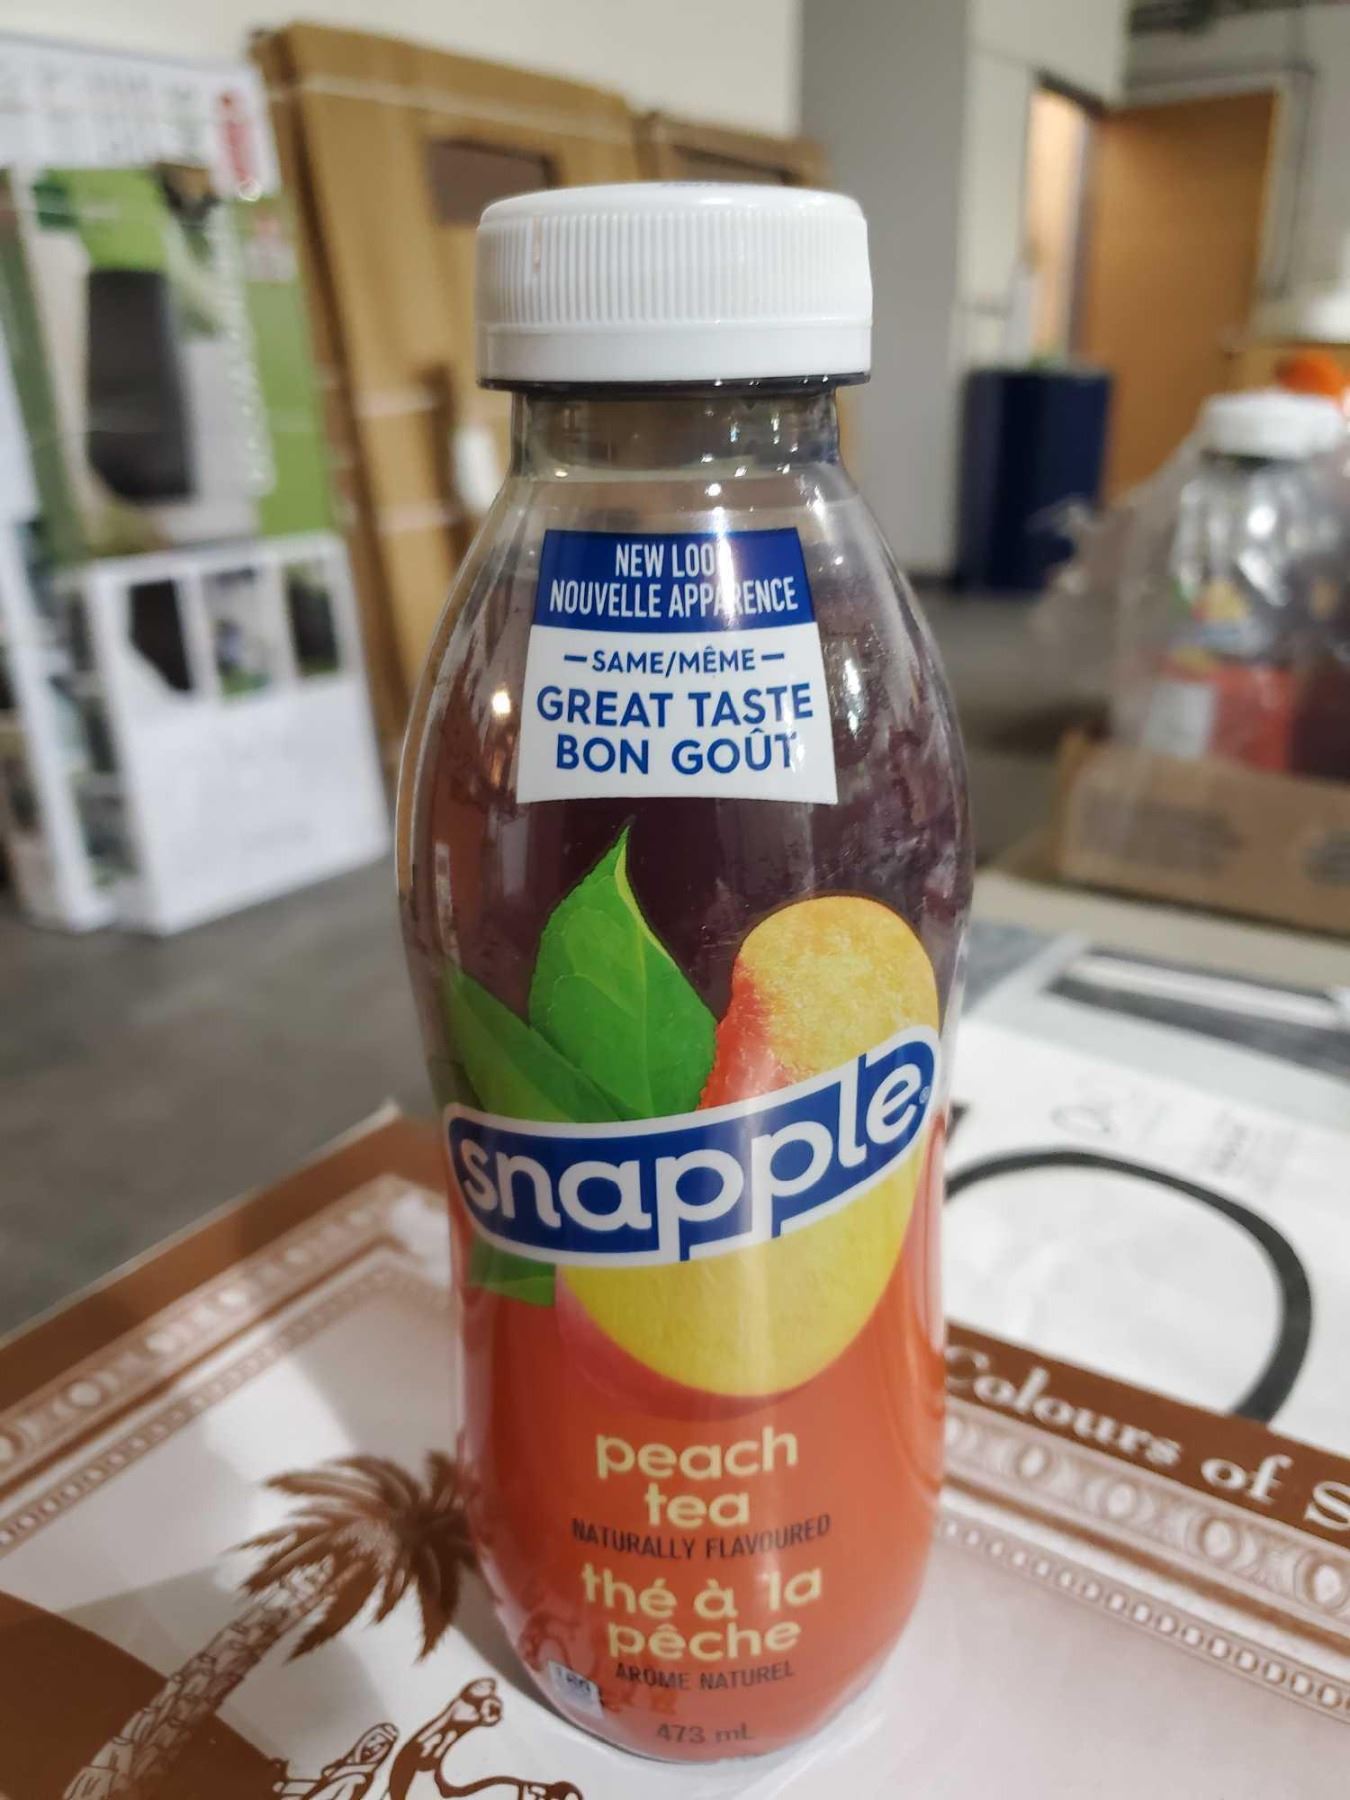 NEW LOOK
NOUVELLE APPARENCE
SAME/MÊME
GREAT TASTE
BON GOÛT
snapple®
peach
tea
NATURALLY FLAVOURED
thé à la
pêche
ARÔME NATUREL
473 mL
Colours of S